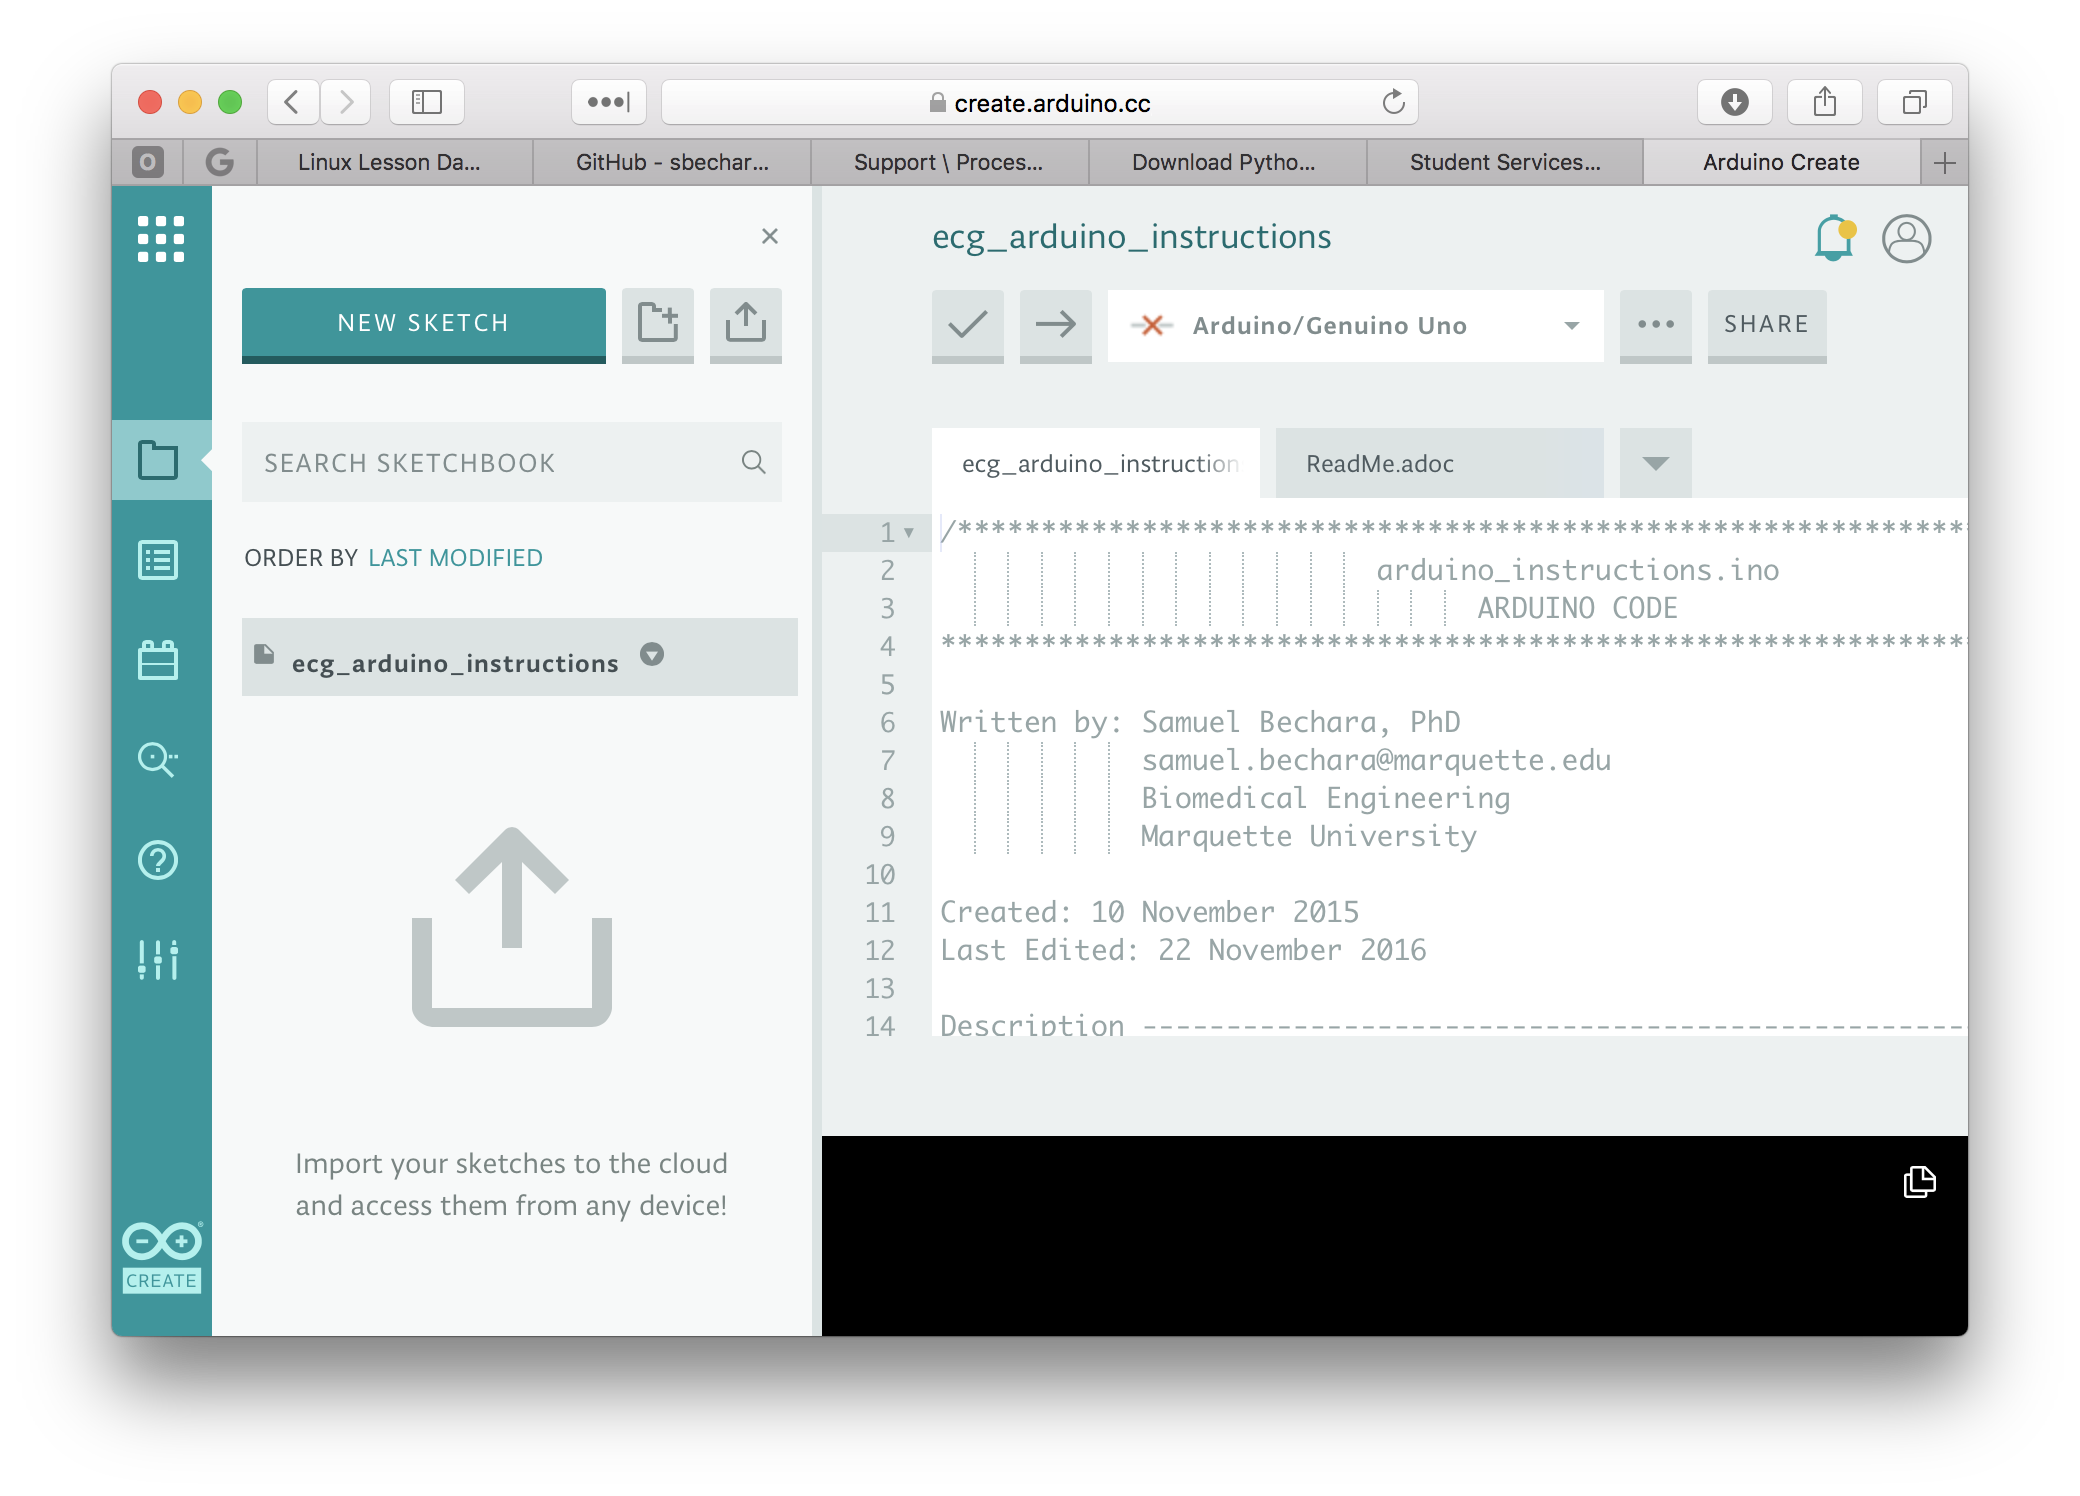 create.arduino.cc
Linux Lesson Da...
GitHub - sbechar...
Support \ Proces...
Download Pytho...
Student Services...
Arduino Create
ecg_arduino_instructions
NEW SKETCH
Arduino/Genuino Uno
SHARE
SEARCH SKETCHBOOK
ORDER BY LAST MODIFIED
ecg_arduino_instructions
Import your sketches to the cloud
and access them from any device!
CREATE
ecg_arduino_instruction
ReadMe.adoc
1 /*************************************************************
2 arduino_instructions.ino
3 ARDUINO CODE
4 **************************************************************
5
6 Written by: Samuel Bechara, PhD
7 samuel.bechara@marquette.edu
8 Biomedical Engineering
9 Marquette University
10
11 Created: 10 November 2015
12 Last Edited: 22 November 2016
13
14 Description -------------------------------------------------